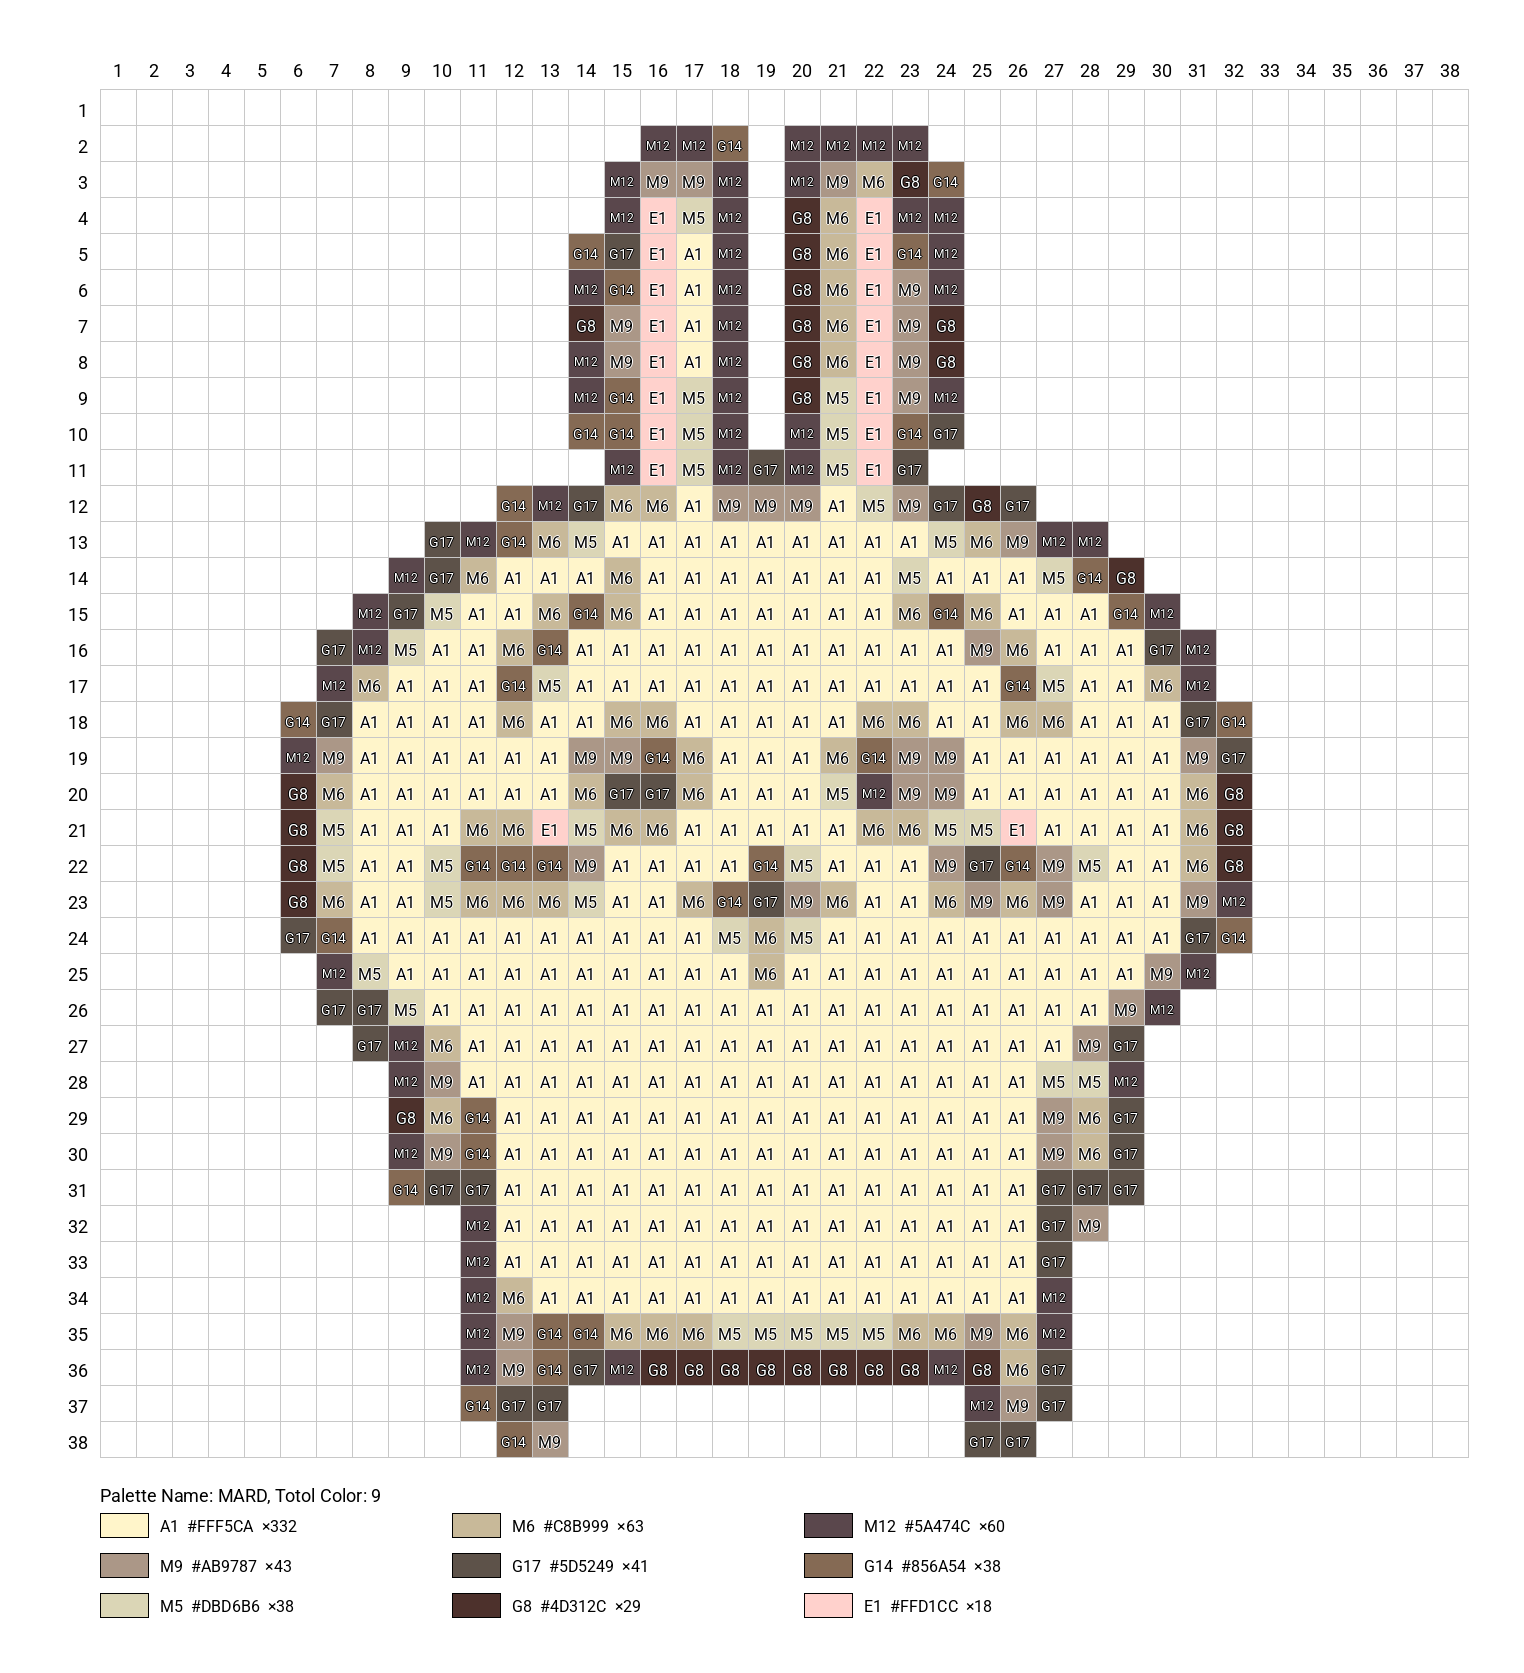 1 2 3 4 5 6 7 8 9 10 11 12 13 14 15 16 17 18 19 20 21 22 23 24 25 26 27 28 29 30 31 32 33 34 35 36 37 38
1
2 M12 M12 G14 M12 M12 M12 M12
3 M12 M9 M9 M12 M12 M9 M6 G8 G14
4 M12 E1 M5 M12 G8 M6 E1 M12 M12
5 G14 G17 E1 A1 M12 G8 M6 E1 G14 M12
6 M12 G14 E1 A1 M12 G8 M6 E1 M9 M12
7 G8 M9 E1 A1 M12 G8 M6 E1 M9 G8
8 M12 M9 E1 A1 M12 G8 M6 E1 M9 G8
9 M12 G14 E1 M5 M12 G8 M5 E1 M9 M12
10 G14 G14 E1 M5 M12 M12 M5 E1 G14 G17
11 M12 E1 M5 M12 G17 M12 M5 E1 G17
12 G14 M12 G17 M6 M6 A1 M9 M9 M9 A1 M5 M9 G17 G8 G17
13 G17 M12 G14 M6 M5 A1 A1 A1 A1 A1 A1 A1 A1 A1 M5 M6 M9 M12 M12
14 M12 G17 M6 A1 A1 A1 M6 A1 A1 A1 A1 A1 A1 A1 M5 A1 A1 A1 M5 G14 G8
15 M12 G17 M5 A1 A1 M6 G14 M6 A1 A1 A1 A1 A1 A1 A1 M6 G14 M6 A1 A1 A1 G14 M12
16 G17 M12 M5 A1 A1 M6 G14 A1 A1 A1 A1 A1 A1 A1 A1 A1 A1 A1 M9 M6 A1 A1 A1 G17 M12
17 M12 M6 A1 A1 A1 G14 M5 A1 A1 A1 A1 A1 A1 A1 A1 A1 A1 A1 A1 G14 M5 A1 A1 M6 M12
18 G14 G17 A1 A1 A1 A1 M6 A1 A1 M6 M6 A1 A1 A1 A1 A1 M6 M6 A1 A1 M6 M6 A1 A1 A1 G17 G14
19 M12 M9 A1 A1 A1 A1 A1 A1 M9 M9 G14 M6 A1 A1 A1 M6 G14 M9 M9 A1 A1 A1 A1 A1 A1 M9 G17
20 G8 M6 A1 A1 A1 A1 A1 A1 M6 G17 G17 M6 A1 A1 A1 M5 M12 M9 M9 A1 A1 A1 A1 A1 A1 M6 G8
21 G8 M5 A1 A1 A1 M6 M6 E1 M5 M6 M6 A1 A1 A1 A1 A1 M6 M6 M5 M5 E1 A1 A1 A1 A1 M6 G8
22 G8 M5 A1 A1 M5 G14 G14 G14 M9 A1 A1 A1 A1 G14 M5 A1 A1 A1 M9 G17 G14 M9 M5 A1 A1 M6 G8
23 G8 M6 A1 A1 M5 M6 M6 M6 M5 A1 A1 M6 G14 G17 M9 M6 A1 A1 M6 M9 M6 M9 A1 A1 A1 M9 M12
24 G17 G14 A1 A1 A1 A1 A1 A1 A1 A1 A1 A1 M5 M6 M5 A1 A1 A1 A1 A1 A1 A1 A1 A1 A1 G17 G14
25 M12 M5 A1 A1 A1 A1 A1 A1 A1 A1 A1 A1 M6 A1 A1 A1 A1 A1 A1 A1 A1 A1 A1 M9 M12
26 G17 G17 M5 A1 A1 A1 A1 A1 A1 A1 A1 A1 A1 A1 A1 A1 A1 A1 A1 A1 A1 A1 M9 M12
27 G17 M12 M6 A1 A1 A1 A1 A1 A1 A1 A1 A1 A1 A1 A1 A1 A1 A1 A1 A1 M9 G17
28 M12 M9 A1 A1 A1 A1 A1 A1 A1 A1 A1 A1 A1 A1 A1 A1 A1 A1 M5 M5 M12
29 G8 M6 G14 A1 A1 A1 A1 A1 A1 A1 A1 A1 A1 A1 A1 A1 A1 A1 M9 M6 G17
30 M12 M9 G14 A1 A1 A1 A1 A1 A1 A1 A1 A1 A1 A1 A1 A1 A1 A1 M9 M6 G17
31 G14 G17 G17 A1 A1 A1 A1 A1 A1 A1 A1 A1 A1 A1 A1 A1 A1 A1 G17 G17 G17
32 M12 A1 A1 A1 A1 A1 A1 A1 A1 A1 A1 A1 A1 A1 A1 A1 G17 M9
33 M12 A1 A1 A1 A1 A1 A1 A1 A1 A1 A1 A1 A1 A1 A1 A1 G17
34 M12 M6 A1 A1 A1 A1 A1 A1 A1 A1 A1 A1 A1 A1 A1 A1 M12
35 M12 M9 G14 G14 M6 M6 M6 M5 M5 M5 M5 M5 M6 M6 M9 M6 M12
36 M12 M9 G14 G17 M12 G8 G8 G8 G8 G8 G8 G8 G8 M12 G8 M6 G17
37 G14 G17 G17 M12 M9 G17
38 G14 M9 G17 G17
Palette Name: MARD, Totol Color: 9
A1 #FFF5CA ×332 M6 #C8B999 ×63 M12 #5A474C ×60
M9 #AB9787 ×43 G17 #5D5249 ×41 G14 #856A54 ×38
M5 #DBD6B6 ×38 G8 #4D312C ×29 E1 #FFD1CC ×18